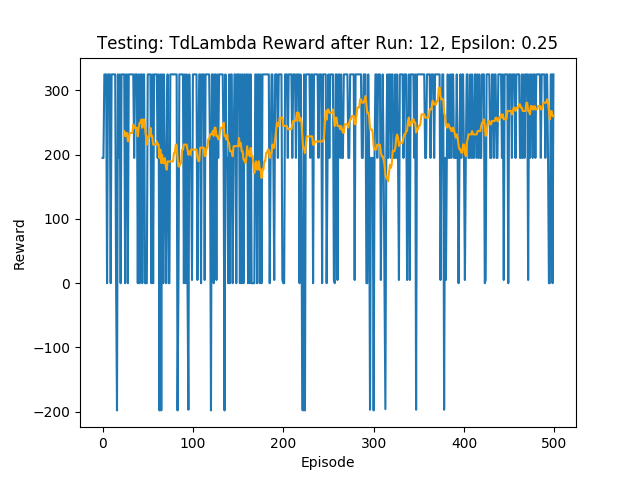 Testing: TdLambda Reward after Run: 12, Epsilon: 0.25
Reward
300
200
100
0
−100
−200
0 100 200 300 400 500
Episode